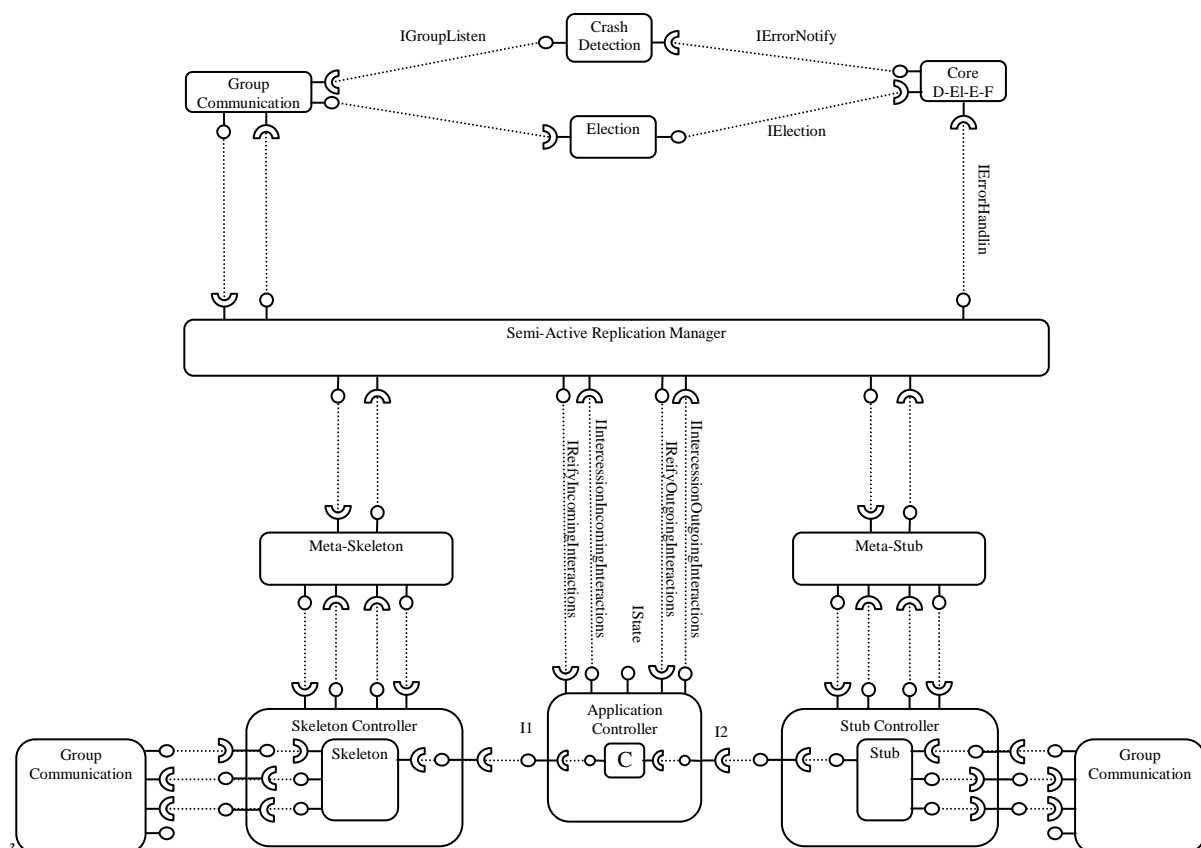 IGroupListen
Crash
Detection
IErrorNotify
Group
Communication
Core
D-El-E-F
Election
IElection
IErrorHandlin
Semi-Active Replication Manager
IReifyIncomingInteractions
IIntercessionIncomingInteractions
IReifyOutgoingInteractions
IIntercessionOutgoingInteractions
Meta-Skeleton
Meta-Stub
IState
Skeleton Controller
I1
Application
Controller
I2
Stub Controller
Group
Communication
Skeleton
C
Stub
Group
Communication
?